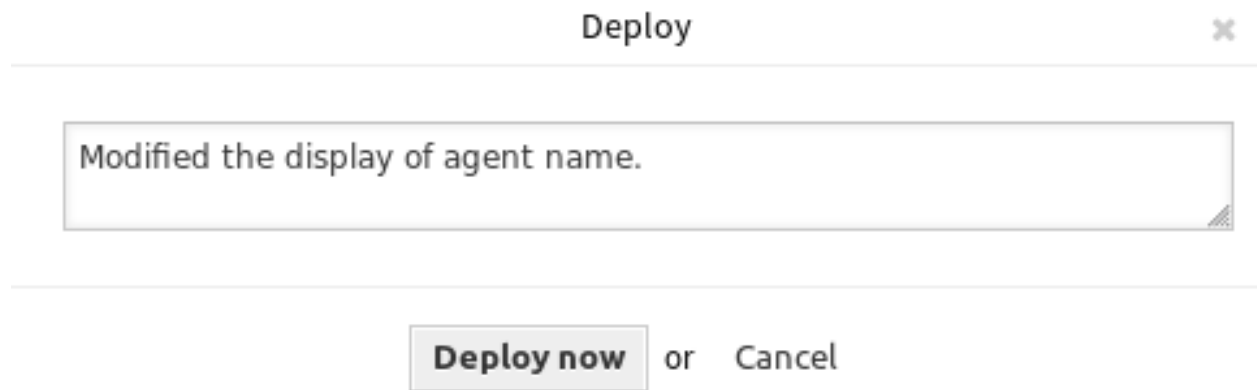 Deploy
Modified the display of agent name.
Deploy now or Cancel